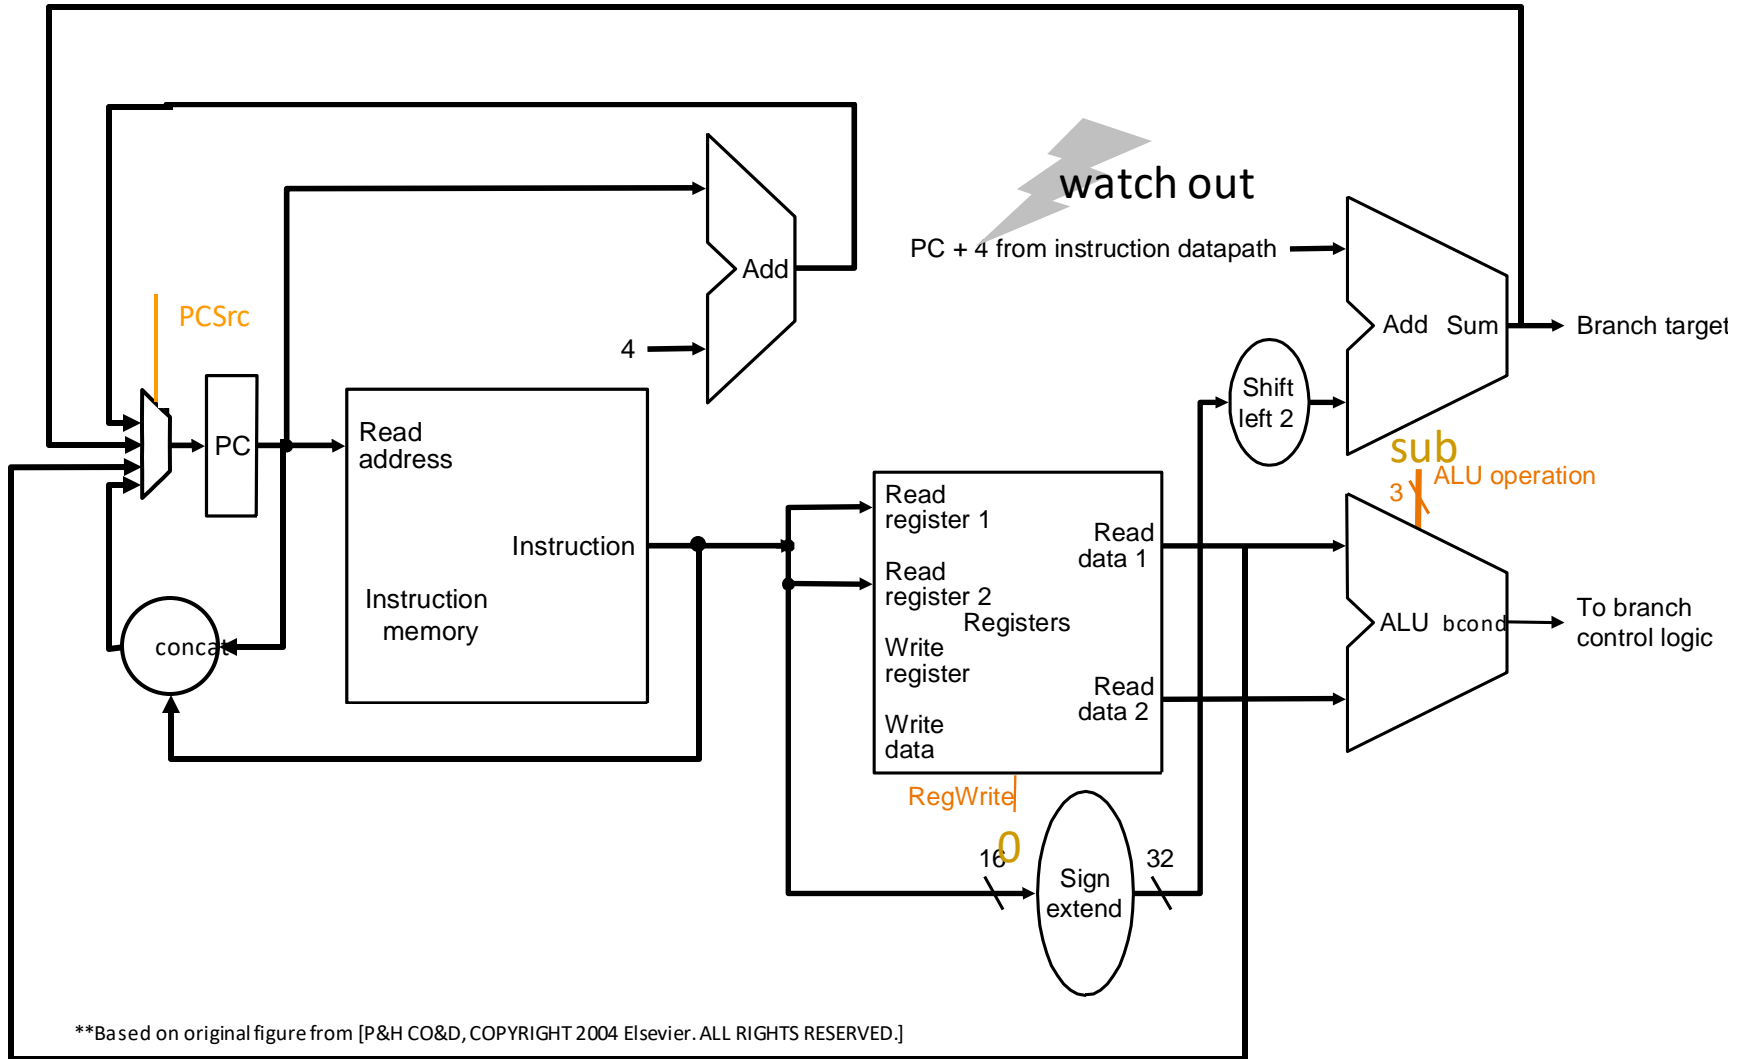 watch out
PC + 4 from instruction datapath
Add
PCSrc
4
Add Sum
Branch target
Shift
left 2
PC
Read
address
sub
ALU operation
3
Read
register 1
Read
data 1
Instruction
Read
register 2
Registers
Instruction
memory
ALU bcond
To branch
control logic
concat
Write
register
Read
data 2
Write
data
RegWrite
0
16
32
Sign
extend
**Based on original figure from [P&H CO&D, COPYRIGHT 2004 Elsevier. ALL RIGHTS RESERVED.]